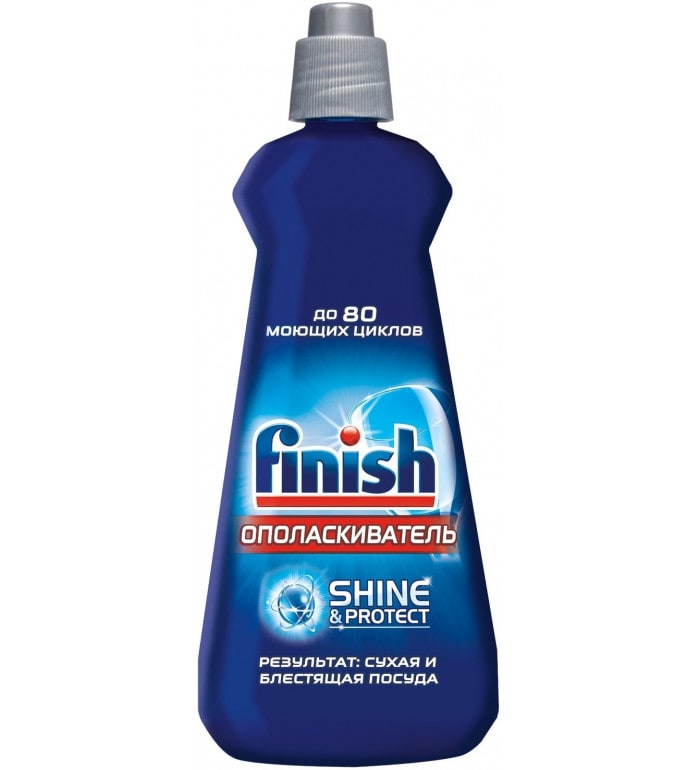 до 80
моющих циклов
finish
ОПОЛАСКИВАТЕЛЬ
SHINE
& PROTECT
РЕЗУЛЬТАТ: СУХАЯ И
БЛЕСТЯЩАЯ ПОСУДА